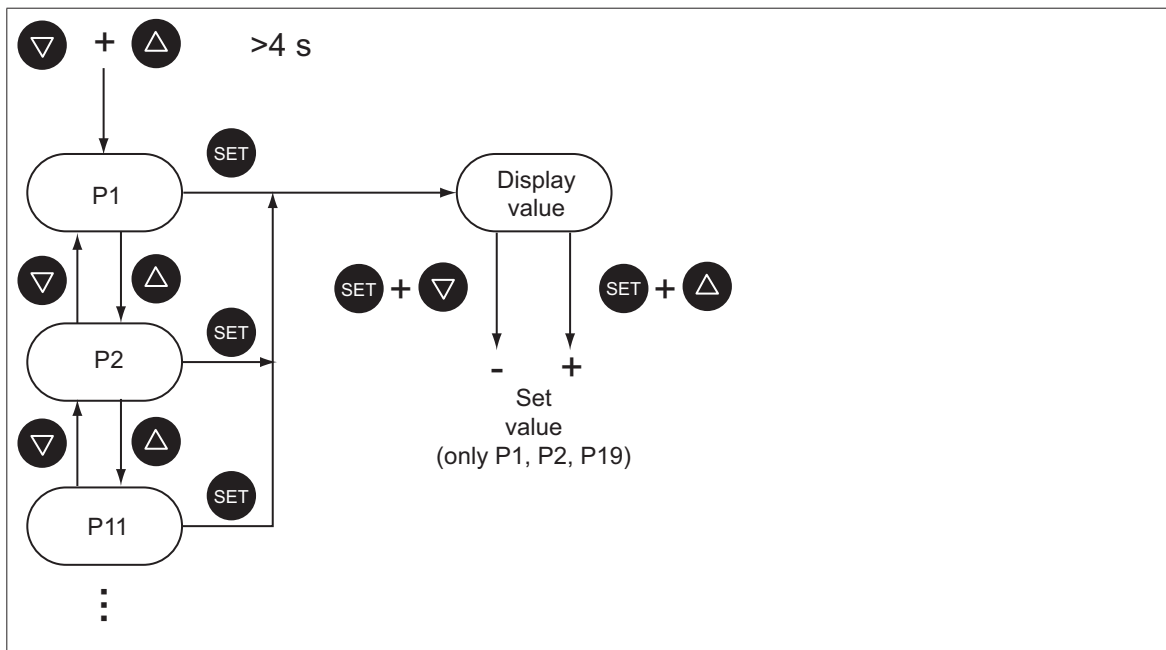 + >4 s
SET
P1
Display
value
SET + SET +
SET
P2
- +
Set
value
(only P1, P2, P19)
SET
P11
⋮